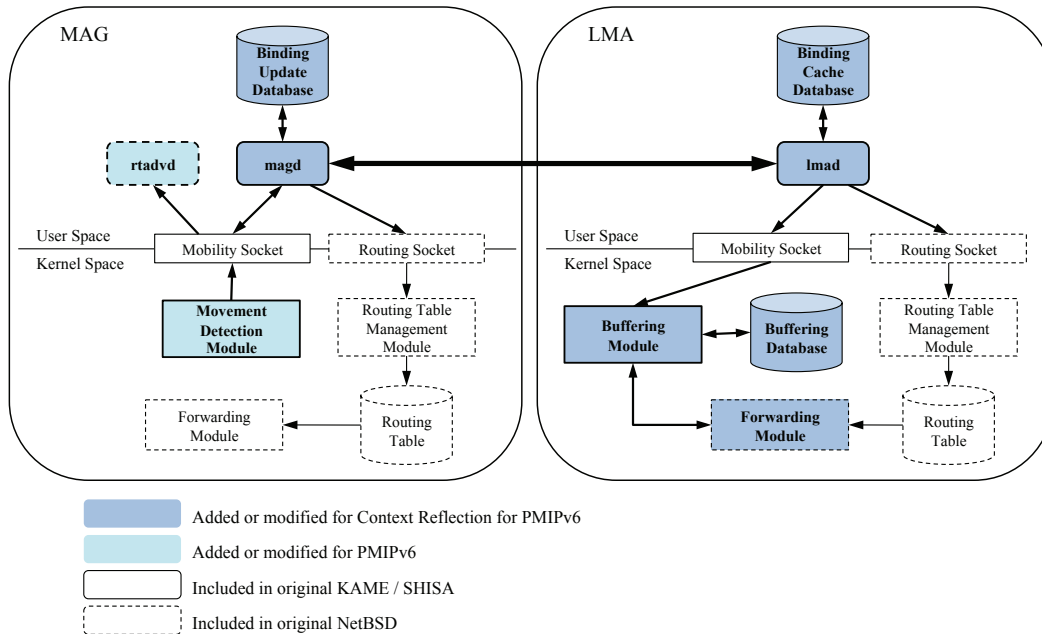 MAG
Binding
Update
Database
rtadvd
magd
User Space
Kernel Space
Mobility Socket
Routing Socket
Movement
Detection
Module
Routing Table
Management
Module
Forwarding
Module
Routing
Table
LMA
Binding
Cache
Database
lmad
User Space
Kernel Space
Mobility Socket
Routing Socket
Buffering
Module
Buffering
Database
Routing Table
Management
Module
Forwarding
Module
Routing
Table
Added or modified for Context Reflection for PMIPv6
Added or modified for PMIPv6
Included in original KAME / SHISA
Included in original NetBSD